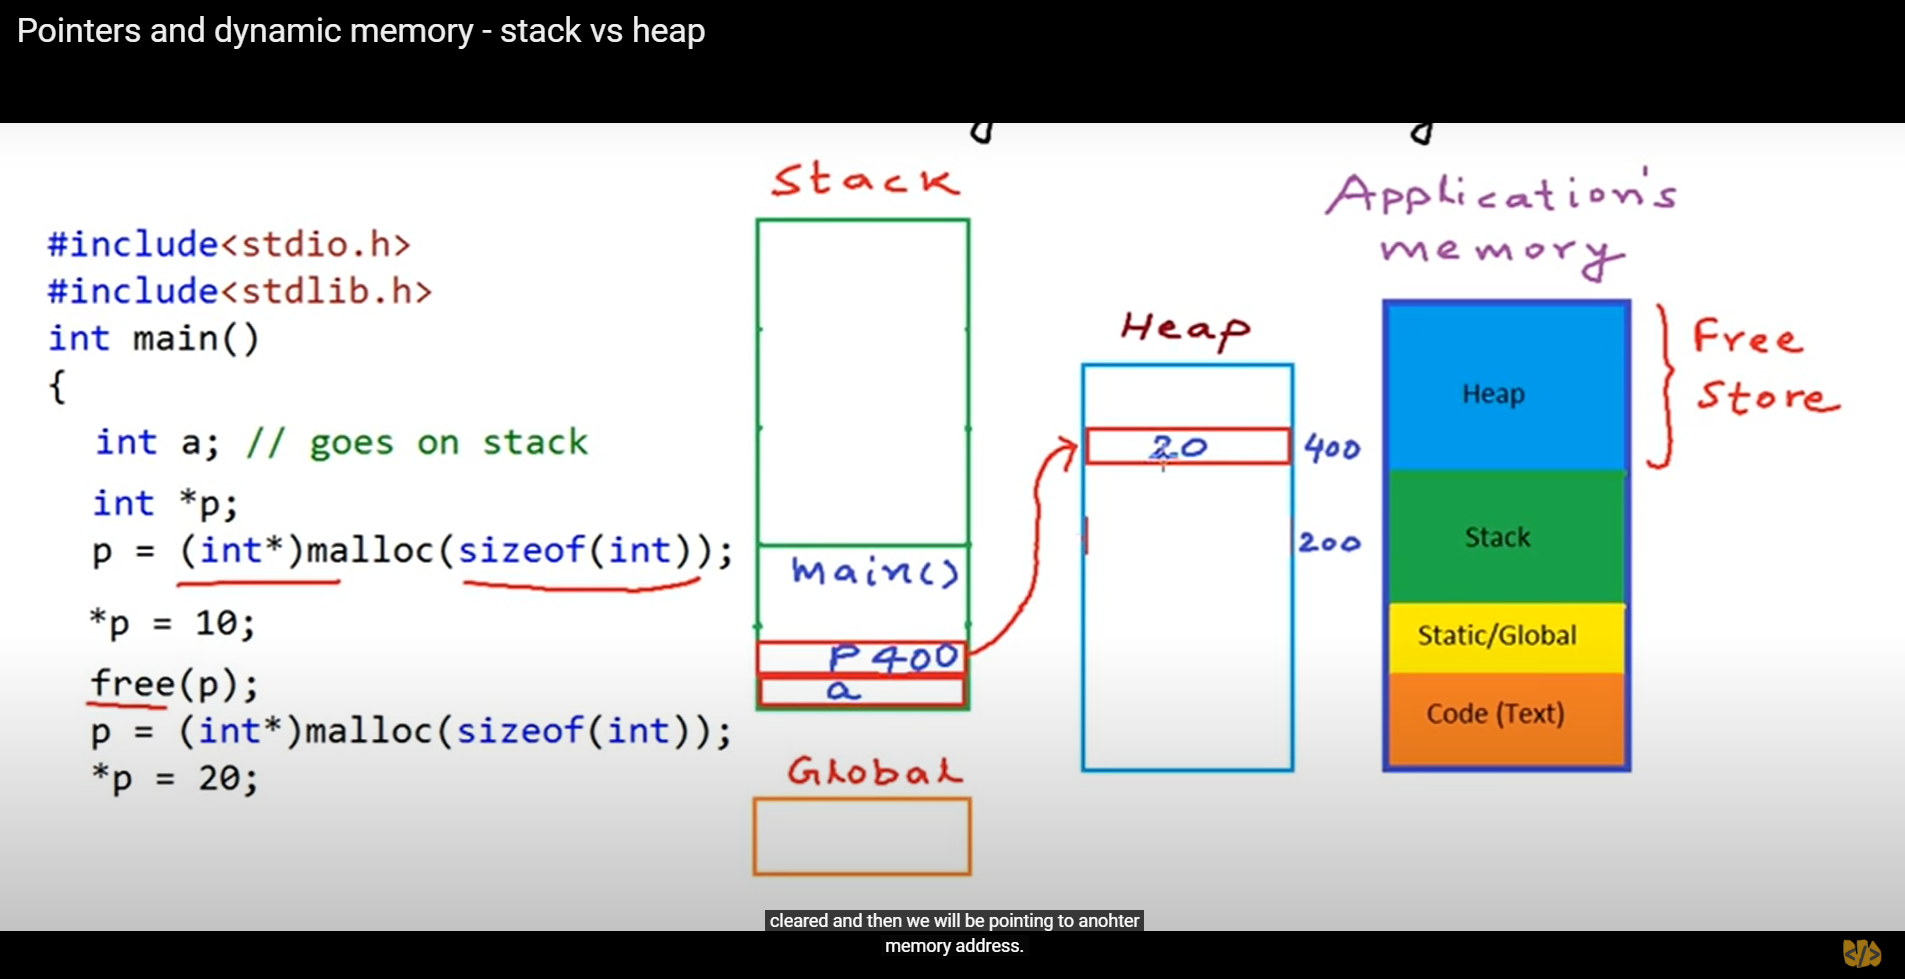 Pointers and dynamic memory - stack vs heap
#include<stdio.h>
#include<stdlib.h>
int main()
{
int a; // goes on stack
int *p;
p = (int*)malloc(sizeof(int));
*p = 10;
free(p);
p = (int*)malloc(sizeof(int));
*p = 20;
Stack
main()
P 400
a
Global
Heap
20
400
200
Application's
memory
Heap
Stack
Static/Global
Code (Text)
Free
Store
cleared and then we will be pointing to anohter
memory address.